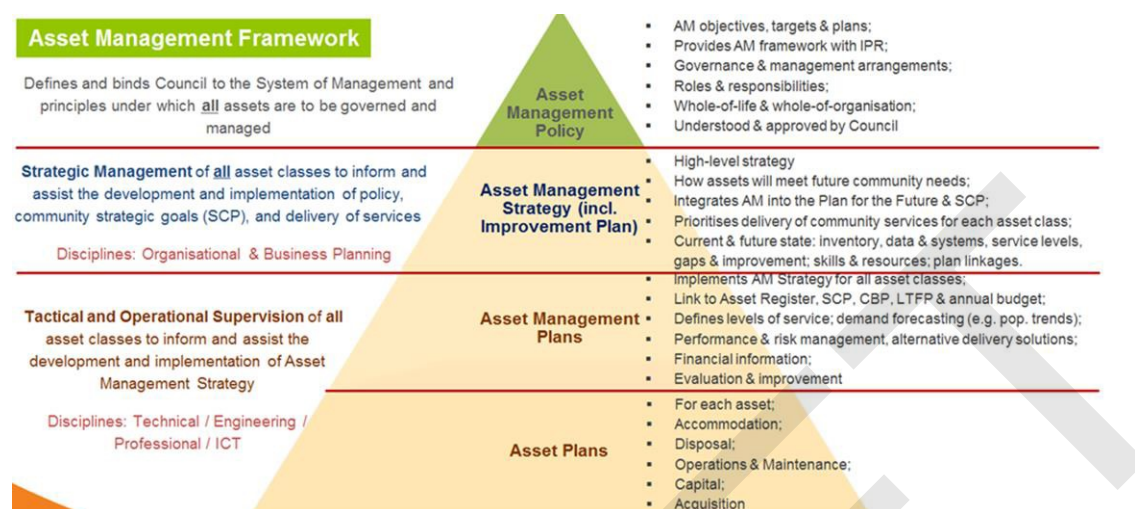 Asset Management Framework
Defines and binds Council to the System of Management and
principles under which all assets are to be governed and
managed
Asset
Management
Policy
▪ AM objectives, targets & plans;
▪ Provides AM framework with IPR;
▪ Governance & management arrangements;
▪ Roles & responsibilities;
▪ Whole-of-life & whole-of-organisation;
▪ Understood & approved by Council
Strategic Management of all asset classes to inform and
assist the development and implementation of policy,
community strategic goals (SCP), and delivery of services
Disciplines: Organisational & Business Planning
Asset Management
Strategy (incl.
Improvement Plan)
▪ High-level strategy
▪ How assets will meet future community needs;
▪ Integrates AM into the Plan for the Future & SCP;
▪ Prioritises delivery of community services for each asset class;
▪ Current & future state: inventory, data & systems, service levels,
gaps & improvement; skills & resources; plan linkages.
Tactical and Operational Supervision of all
asset classes to inform and assist the
development and implementation of Asset
Management Strategy
Disciplines: Technical / Engineering /
Professional / ICT
Asset Management
Plans
▪ Implements AM Strategy for all asset classes;
▪ Link to Asset Register, SCP, CBP, LTFP & annual budget;
▪ Defines levels of service; demand forecasting (e.g. pop. trends);
▪ Performance & risk management, alternative delivery solutions;
▪ Financial information;
▪ Evaluation & improvement
Asset Plans
▪ For each asset;
▪ Accommodation;
▪ Disposal;
▪ Operations & Maintenance;
▪ Capital;
▪ Acquisition